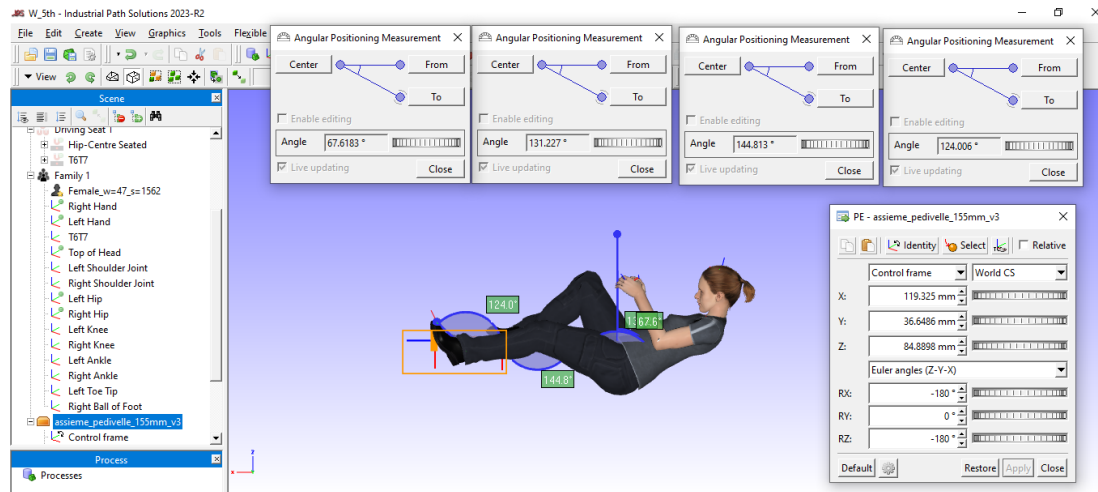 W_5th - Industrial Path Solutions 2023-R2
File Edit Create View Graphics Tools Flexible
View
Scene
Driving Seat 1
Hip-Centre Seated
T6T7
Family 1
Female_w=47_s=1562
Right Hand
Left Hand
T6T7
Top of Head
Left Shoulder Joint
Right Shoulder Joint
Left Hip
Right Hip
Left Knee
Right Knee
Left Ankle
Right Ankle
Left Toe Tip
Right Ball of Foot
assieme_pedivelle_155mm_v3
Control frame
Process
Processes
Angular Positioning Measurement
Center From
To
Enable editing
Angle 67.6183 °
Live updating Close
Angular Positioning Measurement
Center From
To
Enable editing
Angle 131.227 °
Live updating Close
Angular Positioning Measurement
Center From
To
Enable editing
Angle 144.813 °
Live updating Close
Angular Positioning Measurement
Center From
To
Enable editing
Angle 124.006 °
Live updating Close
124.0°
67.6°
144.8°
x
z
PE - assieme_pedivelle_155mm_v3
Identity Select Relative
Control frame World CS
X: 119.325 mm
Y: 36.6486 mm
Z: 84.8898 mm
Euler angles (Z-Y-X)
RX: -180 °
RY: 0 °
RZ: -180 °
Default Restore Apply Close